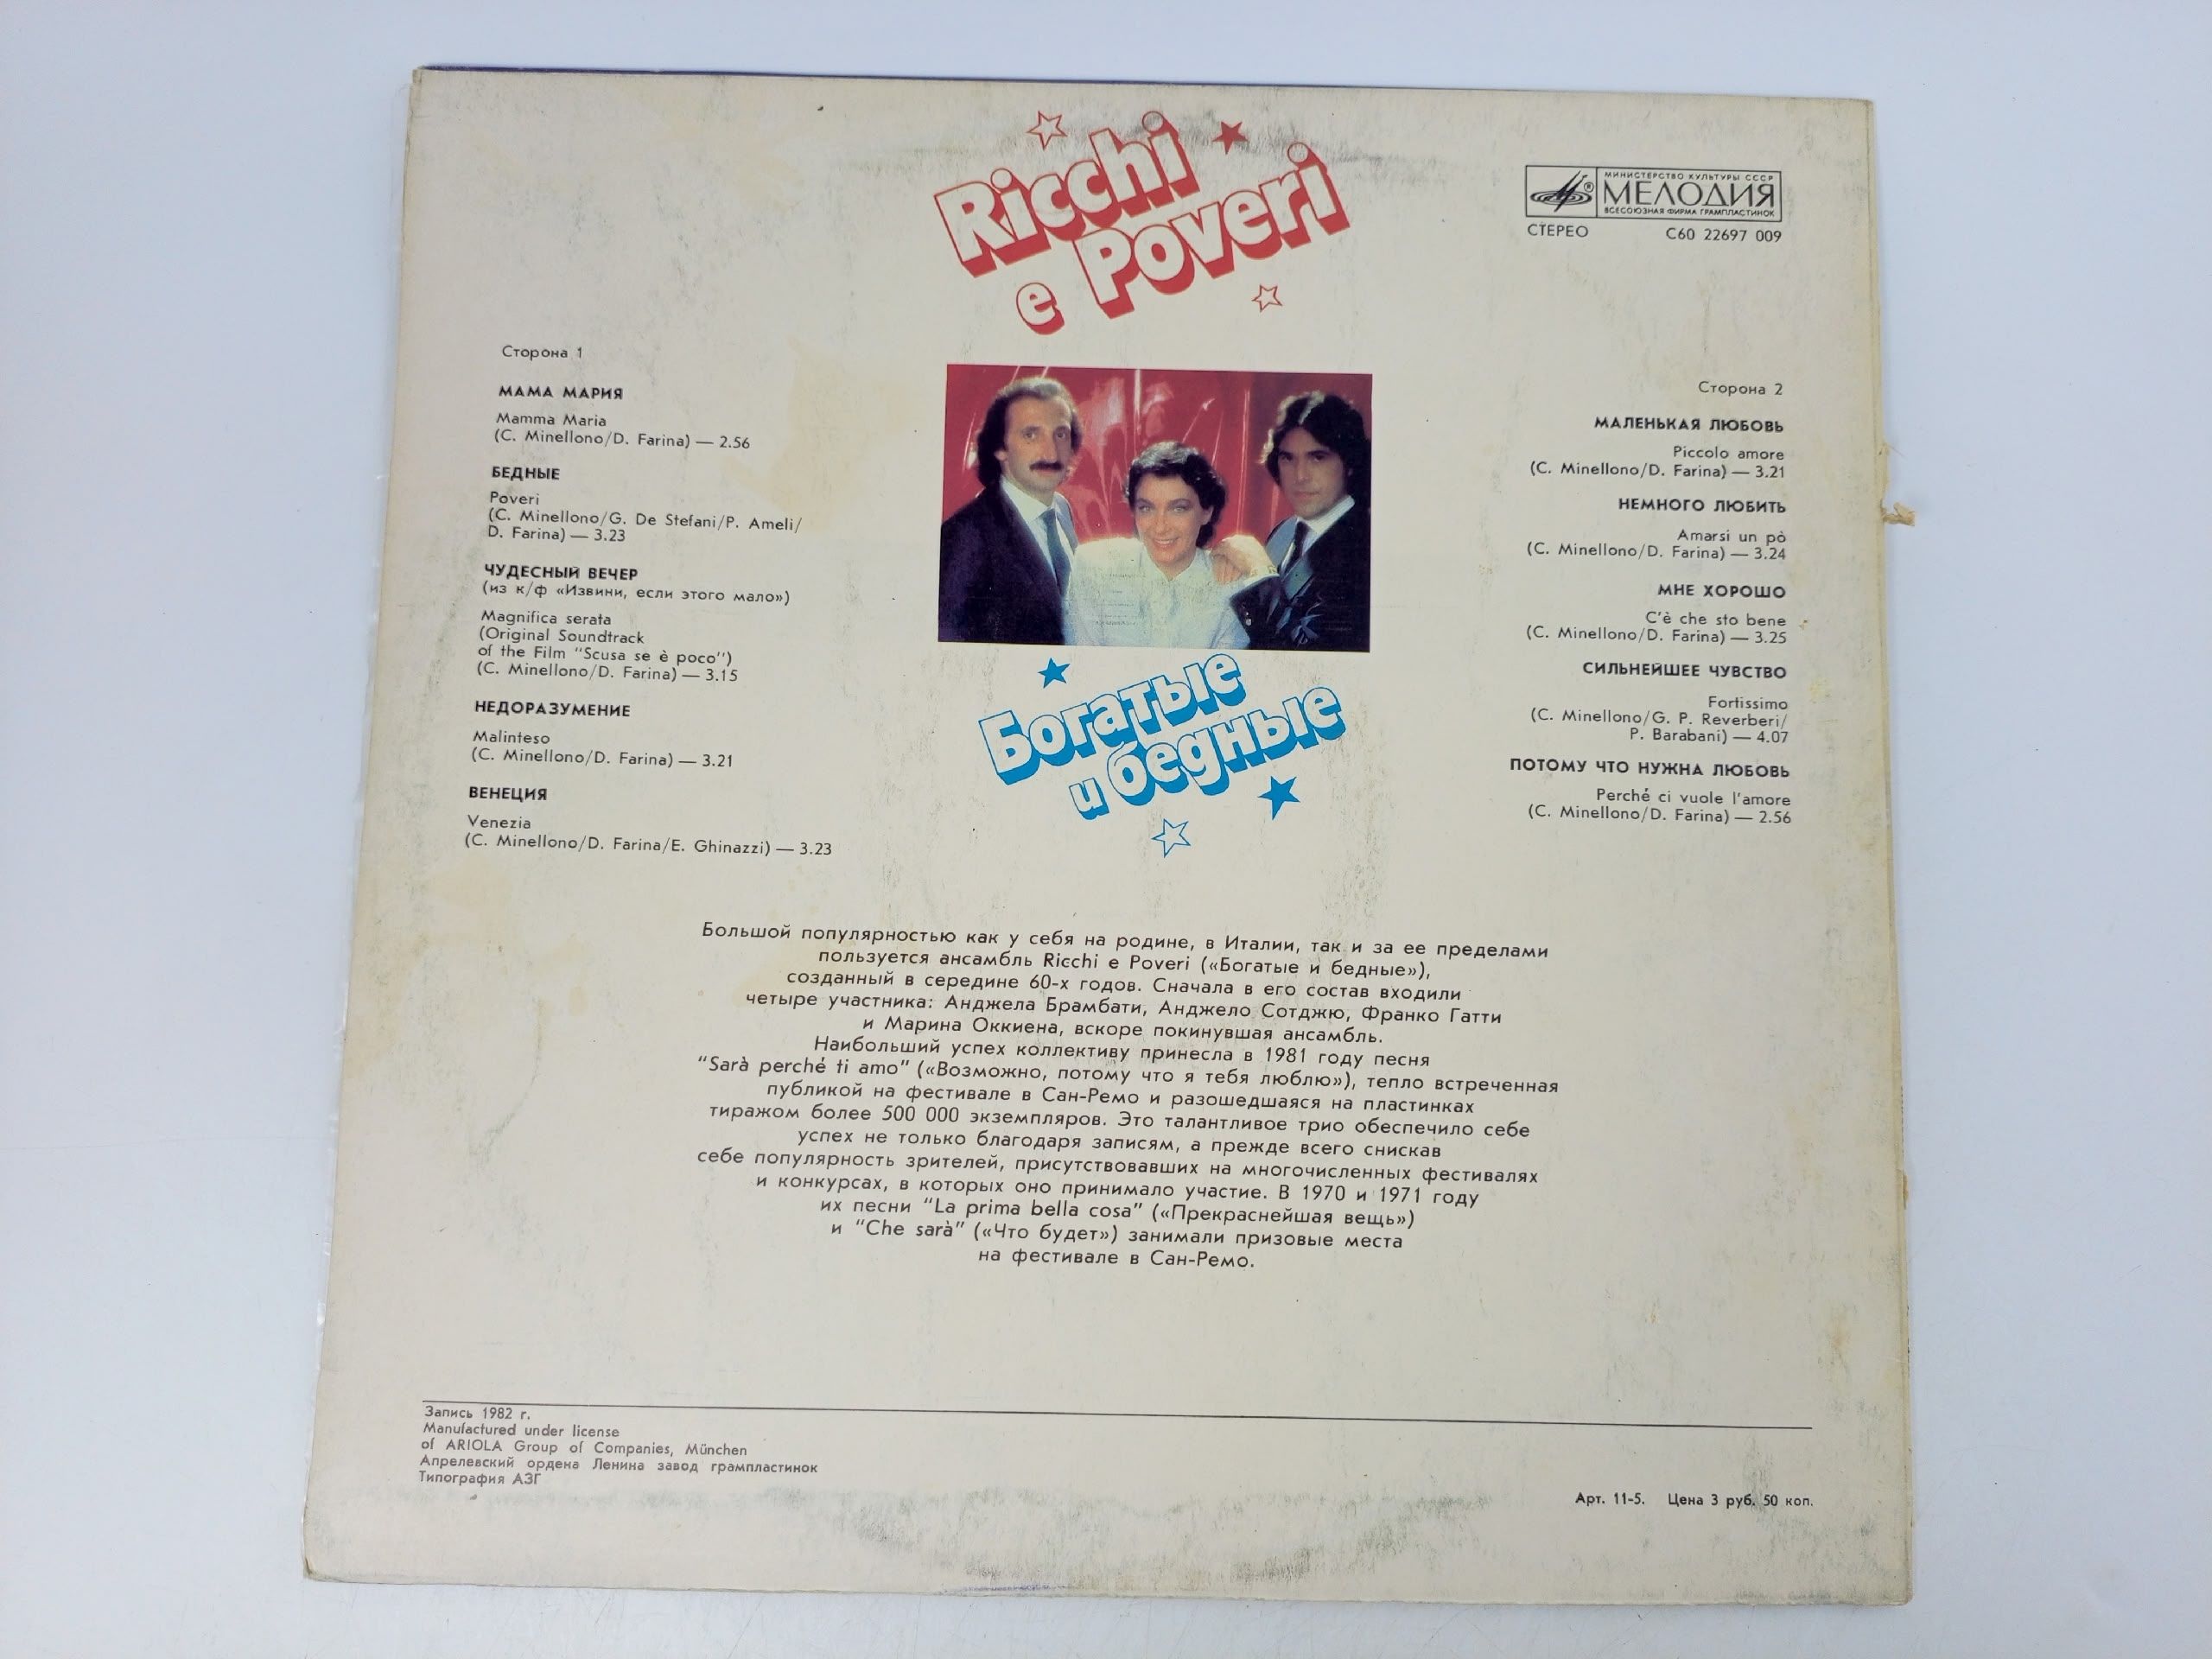 Ricchi
e Poveri
МИНИСТЕРСТВО КУЛЬТУРЫ СССР
МЕЛОДИЯ
ВСЕСОЮЗНАЯ ФИРМА ГРАМПЛАСТИНОК
СТЕРЕО
С60 22697 009
Сторона 1
МАМА МАРИЯ
Mamma Maria
(C. Minellono/D. Farina) — 2.56
БЕДНЫЕ
Poveri
(C. Minellono/G. De Stefani/P. Ameli/
D. Farina) — 3.23
ЧУДЕСНЫЙ ВЕЧЕР
(из к/ф «Извини, если этого мало»)
Magnifica serata
(Original Soundtrack
of the Film "Scusa se è poco")
(C. Minellono/D. Farina) — 3.15
НЕДОРАЗУМЕНИЕ
Malinteso
(C. Minellono/D. Farina) — 3.21
ВЕНЕЦИЯ
Venezia
(C. Minellono/D. Farina/E. Ghinazzi) — 3.23
Богатые
и бедные
Сторона 2
МАЛЕНЬКАЯ ЛЮБОВЬ
Piccolo amore
(C. Minellono/D. Farina) — 3.21
НЕМНОГО ЛЮБИТЬ
Amarsi un pò
(C. Minellono/D. Farina) — 3.24
МНЕ ХОРОШО
C'è che sto bene
(C. Minellono/D. Farina) — 3.25
СИЛЬНЕЙШЕЕ ЧУВСТВО
Fortissimo
(C. Minellono/G. P. Reverberi/
P. Barabani) — 4.07
ПОТОМУ ЧТО НУЖНА ЛЮБОВЬ
Perché ci vuole l'amore
(C. Minellono/D. Farina) — 2.56
Большой популярностью как у себя на родине, в Италии, так и за ее пределами
пользуется ансамбль Ricchi e Poveri («Богатые и бедные»),
созданный в середине 60-х годов. Сначала в его состав входили
четыре участника: Анджела Брамбати, Анджело Сотджю, Франко Гатти
и Марина Оккиена, вскоре покинувшая ансамбль.
Наибольший успех коллективу принесла в 1981 году песня
"Sarà perché ti amo" («Возможно, потому что я тебя люблю»), тепло встреченная
публикой на фестивале в Сан-Ремо и разошедшаяся на пластинках
тиражом более 500 000 экземпляров. Это талантливое трио обеспечило себе
успех не только благодаря записям, а прежде всего снискав
себе популярность зрителей, присутствовавших на многочисленных фестивалях
и конкурсах, в которых оно принимало участие. В 1970 и 1971 году
их песни "La prima bella cosa" («Прекраснейшая вещь»)
и "Che sarà" («Что будет») занимали призовые места
на фестивале в Сан-Ремо.
Запись 1982 г.
Manufactured under license
of ARIOLA Group of Companies, München
Апрелевский ордена Ленина завод грампластинок
Типография АЗГ
Арт. 11-5. Цена 3 руб. 50 коп.